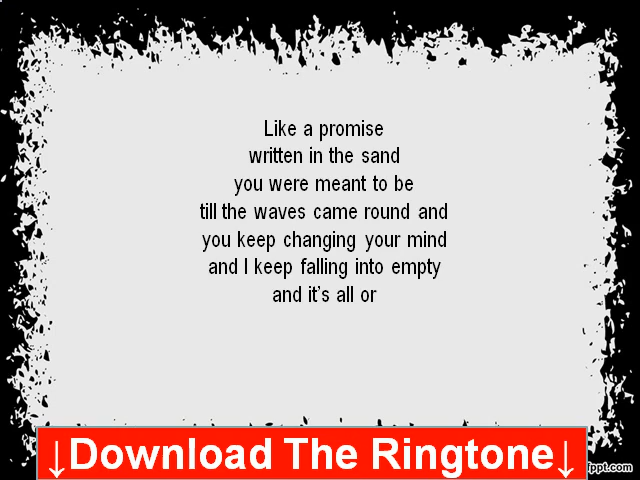 Like a promise
written in the sand
you were meant to be
till the waves came round and
you keep changing your mind
and I keep falling into empty
and it's all or
↓Download The Ringtone↓
fppt.com